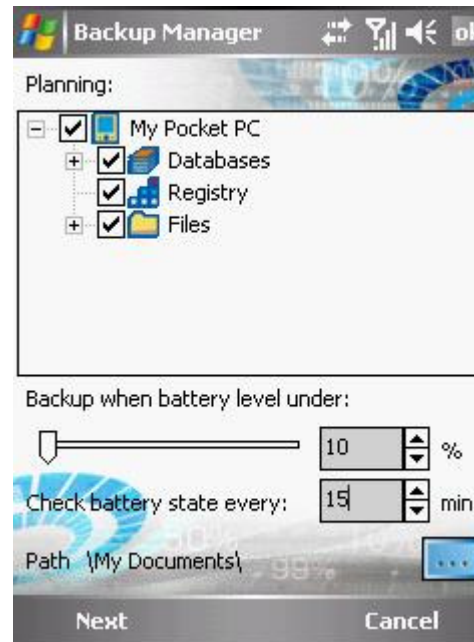 Backup Manager
Planning:
My Pocket PC
Databases
Registry
Files
Backup when battery level under:
10 %
Check battery state every: 15 min
Path \My Documents\ ...
Next Cancel